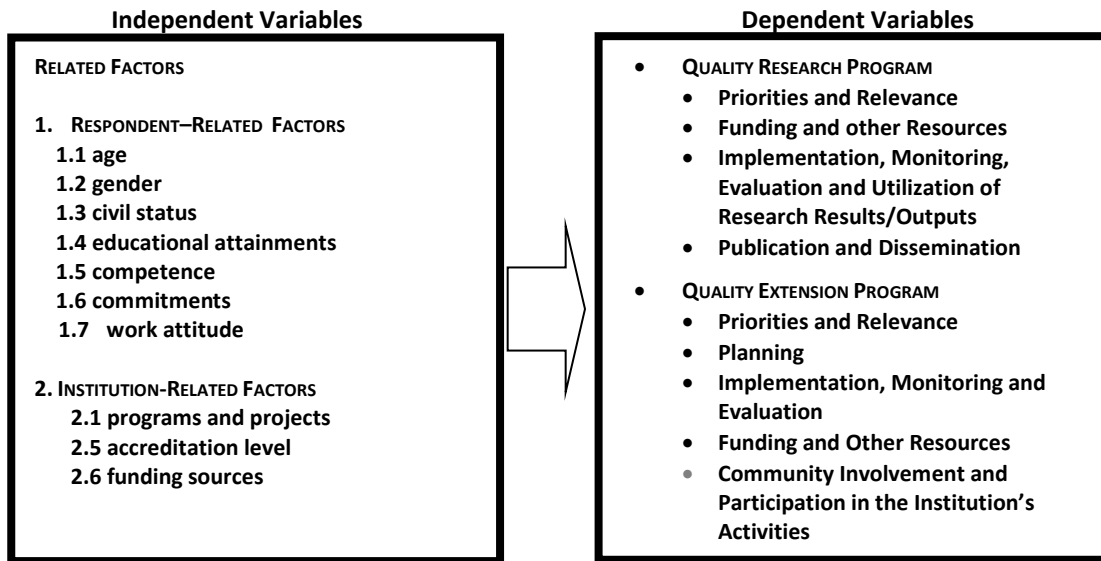 Independent Variables
RELATED FACTORS
1. RESPONDENT–RELATED FACTORS
1.1 age
1.2 gender
1.3 civil status
1.4 educational attainments
1.5 competence
1.6 commitments
1.7 work attitude
2. INSTITUTION-RELATED FACTORS
2.1 programs and projects
2.5 accreditation level
2.6 funding sources
Dependent Variables
• QUALITY RESEARCH PROGRAM
• Priorities and Relevance
• Funding and other Resources
• Implementation, Monitoring,
Evaluation and Utilization of
Research Results/Outputs
• Publication and Dissemination
• QUALITY EXTENSION PROGRAM
• Priorities and Relevance
• Planning
• Implementation, Monitoring and
Evaluation
• Funding and Other Resources
• Community Involvement and
Participation in the Institution’s
Activities